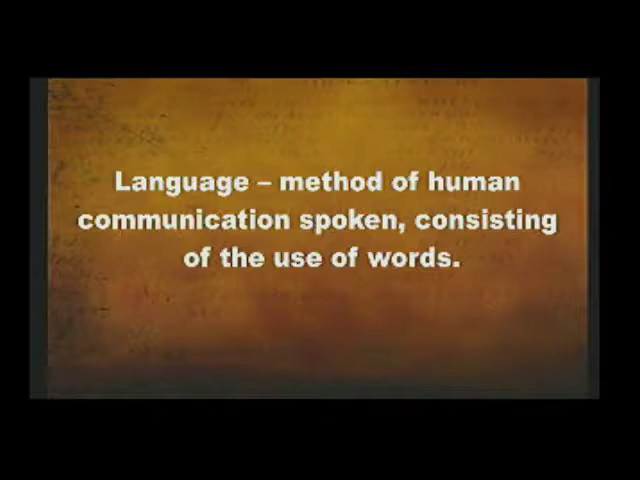 Language – method of human
communication spoken, consisting
of the use of words.